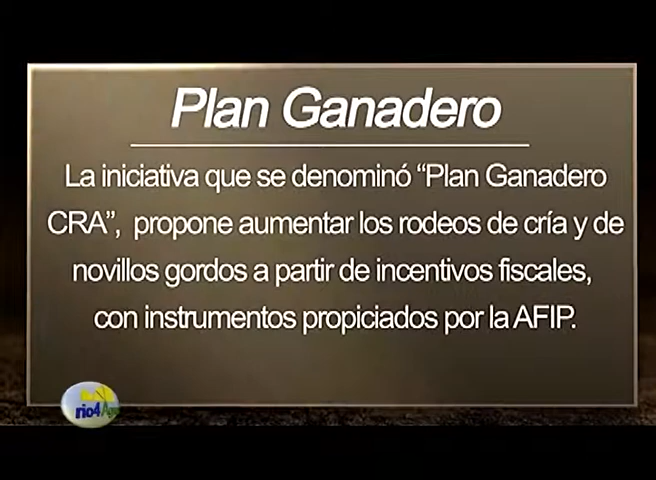 Plan Ganadero
La iniciativa que se denominó “Plan Ganadero
CRA”, propone aumentar los rodeos de cría y de
novillos gordos a partir de incentivos fiscales,
con instrumentos propiciados por la AFIP.
rio4